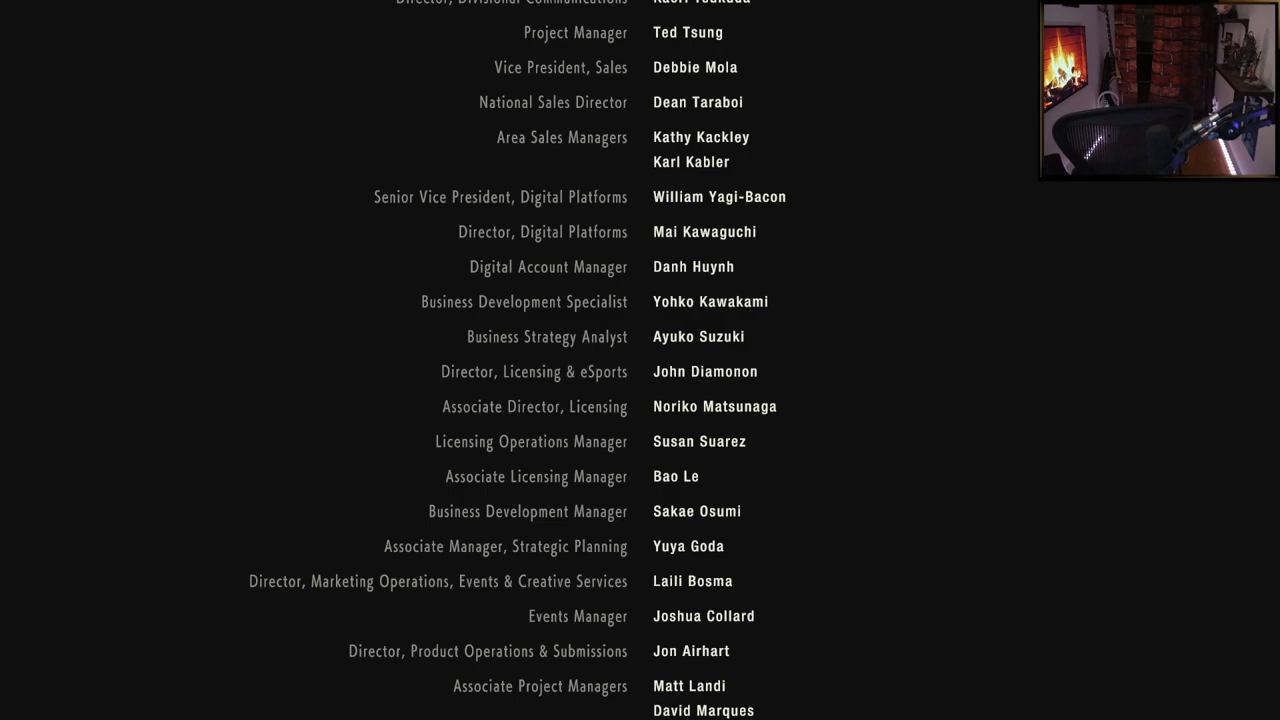 Director, Divisional Communications Kaori Tsukada
Project Manager Ted Tsung
Vice President, Sales Debbie Mola
National Sales Director Dean Taraboi
Area Sales Managers Kathy Kackley
Karl Kabler
Senior Vice President, Digital Platforms William Yagi-Bacon
Director, Digital Platforms Mai Kawaguchi
Digital Account Manager Danh Huynh
Business Development Specialist Yohko Kawakami
Business Strategy Analyst Ayuko Suzuki
Director, Licensing & eSports John Diamonon
Associate Director, Licensing Noriko Matsunaga
Licensing Operations Manager Susan Suarez
Associate Licensing Manager Bao Le
Business Development Manager Sakae Osumi
Associate Manager, Strategic Planning Yuya Goda
Director, Marketing Operations, Events & Creative Services Laili Bosma
Events Manager Joshua Collard
Director, Product Operations & Submissions Jon Airhart
Associate Project Managers Matt Landi
David Marques